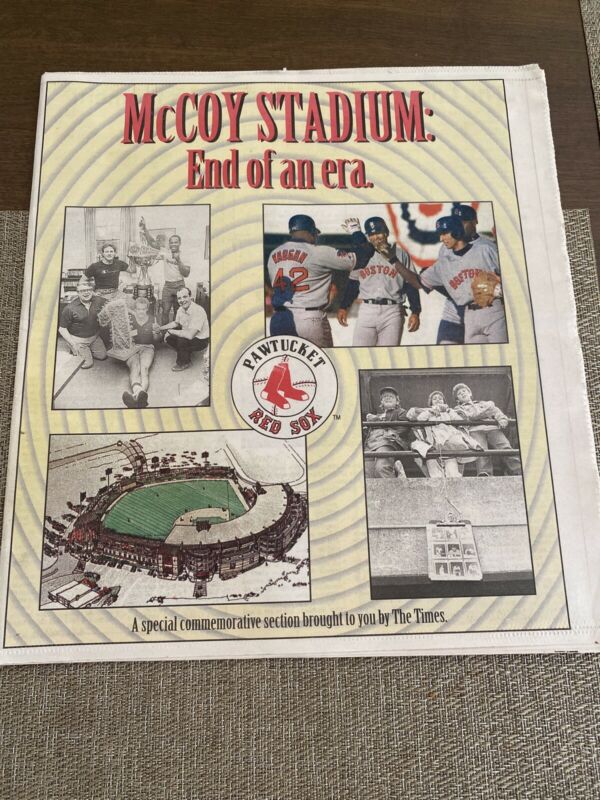 McCOY STADIUM:
End of an era.
VAUGHN
42
BOSTON
BOSTON
PAWTUCKET
RED SOX
TM
A special commemorative section brought to you by The Times.